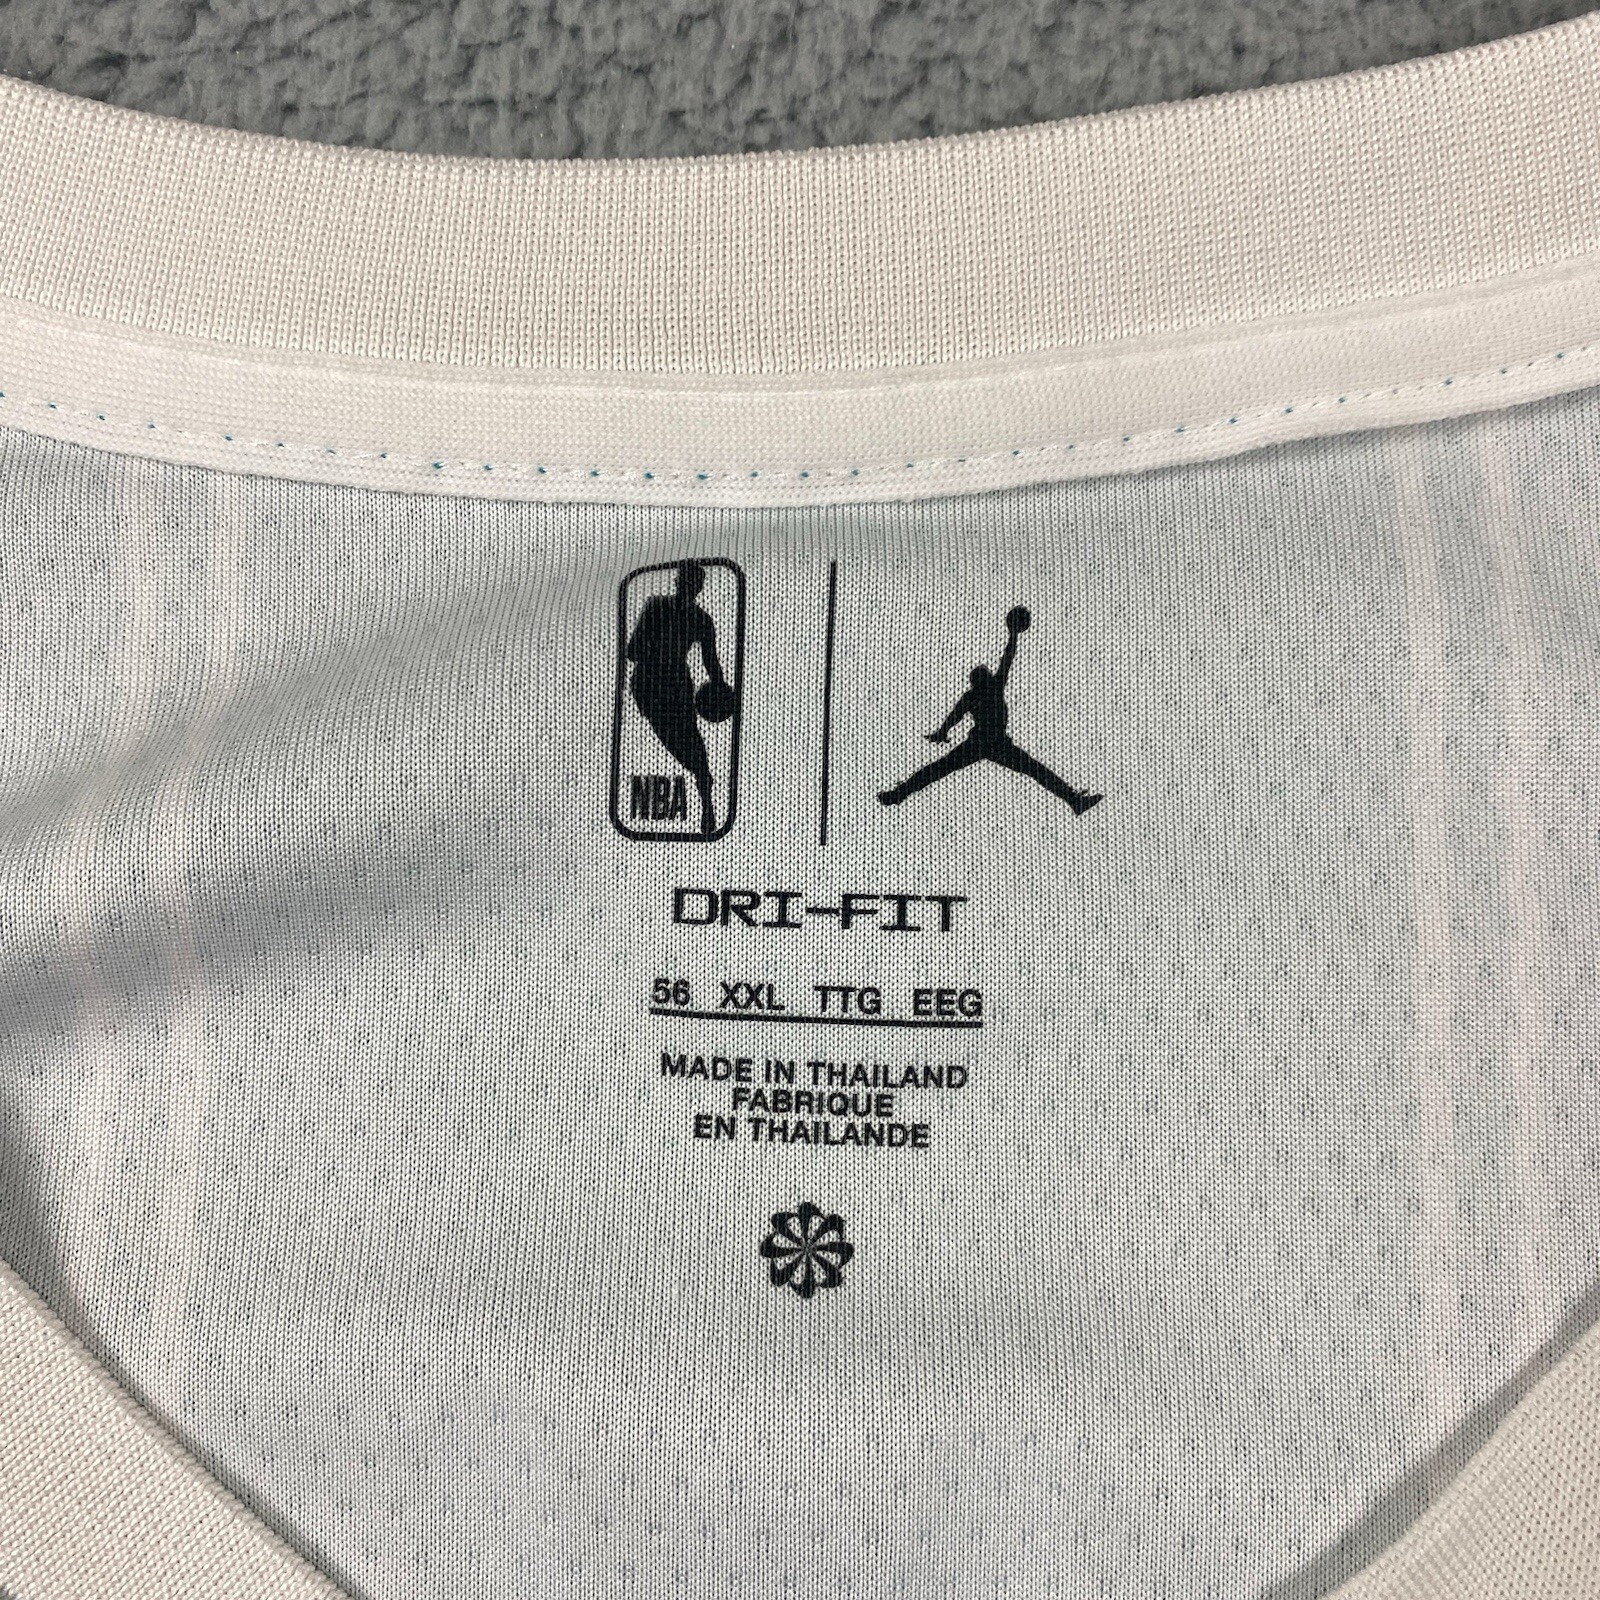 NBA
DRI-FIT
56 XXL TTG EEG
MADE IN THAILAND
FABRIQUE
EN THAILANDE